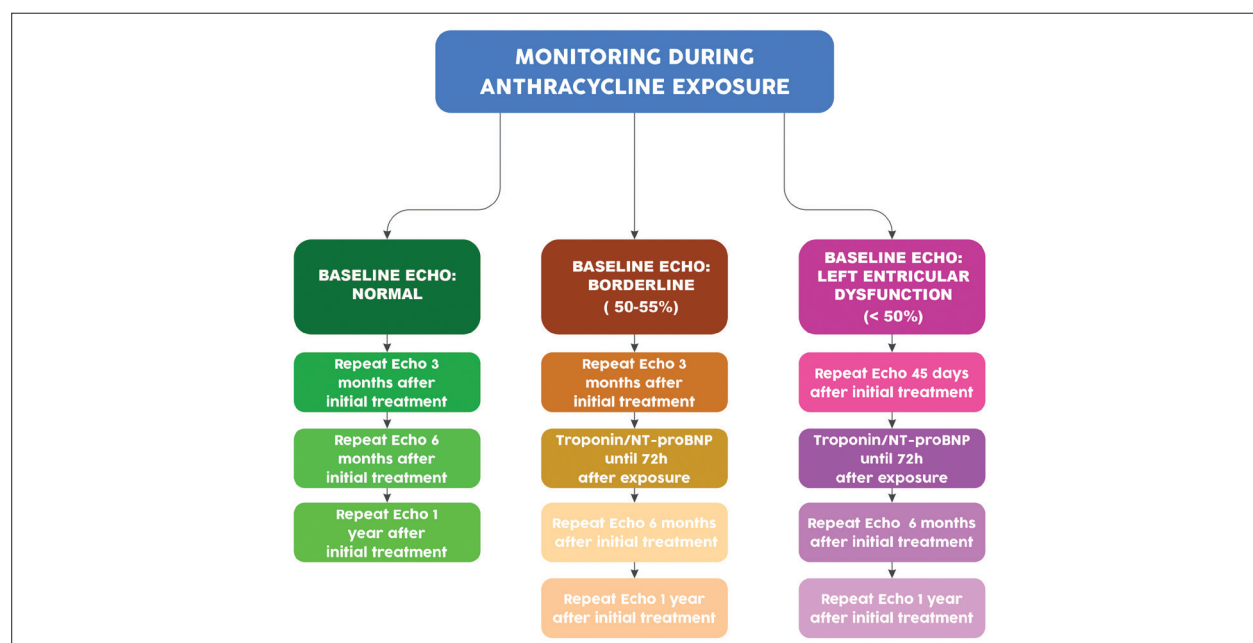 MONITORING DURING
ANTHRACYCLINE EXPOSURE
BASELINE ECHO:
NORMAL
Repeat Echo 3
months after
initial treatment
Repeat Echo 6
months after
initial treatment
Repeat Echo 1
year after
initial treatment
BASELINE ECHO:
BORDERLINE
( 50-55%)
Repeat Echo 3
months after
initial treatment
Troponin/NT-proBNP
until 72h
after exposure
Repeat Echo 6 months
after initial treatment
Repeat Echo 1 year
after initial treatment
BASELINE ECHO:
LEFT ENTRICULAR
DYSFUNCTION
(< 50%)
Repeat Echo 45 days
after initial treatment
Troponin/NT-proBNP
until 72h
after exposure
Repeat Echo 6 months
after initial treatment
Repeat Echo 1 year
after initial treatment